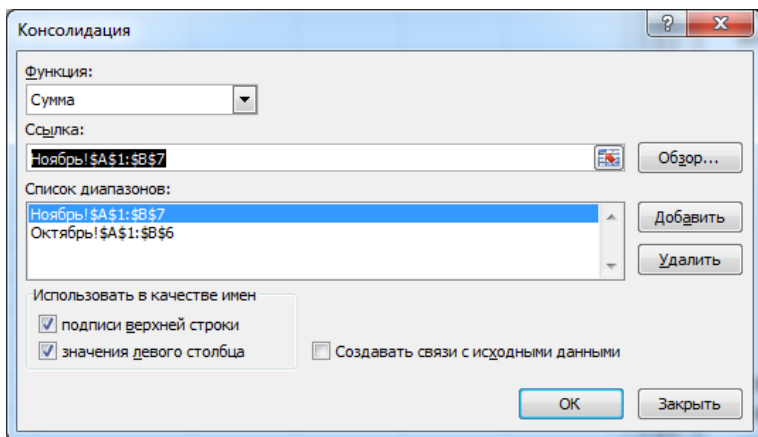 Консолидация
Функция:
Сумма
Ссылка:
Ноябрь!$A$1:$B$7
Обзор...
Список диапазонов:
Ноябрь!$A$1:$B$7
Октябрь!$A$1:$B$6
Добавить
Удалить
Использовать в качестве имен
подписи верхней строки
значения левого столбца
Создавать связи с исходными данными
ОК
Закрыть